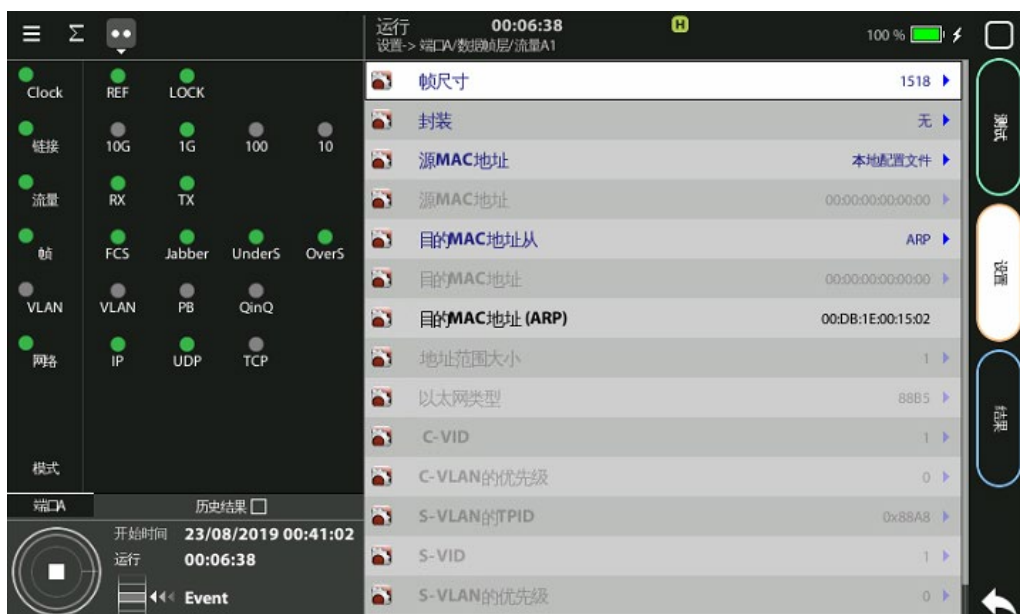 运行 00:06:38 H
设置-> 端口A/数据帧层/流量A1
100 %
Clock REF LOCK
链接 10G 1G 100 10
流量 RX TX
帧 FCS Jabber UnderS OverS
VLAN VLAN PB QinQ
网络 IP UDP TCP
模式
端口A 历史结果
开始时间 23/08/2019 00:41:02
运行 00:06:38
Event
帧尺寸 1518
封装 无
源MAC地址 本地配置文件
源MAC地址 00:00:00:00:00:00
目的MAC地址从 ARP
目的MAC地址 00:00:00:00:00:00
目的MAC地址 (ARP) 00:DB:1E:00:15:02
地址范围大小 1
以太网类型 88B5
C-VID 1
C-VLAN的优先级 0
S-VLAN的TPID 0x88A8
S-VID 1
S-VLAN的优先级 0
测试
设置
结果